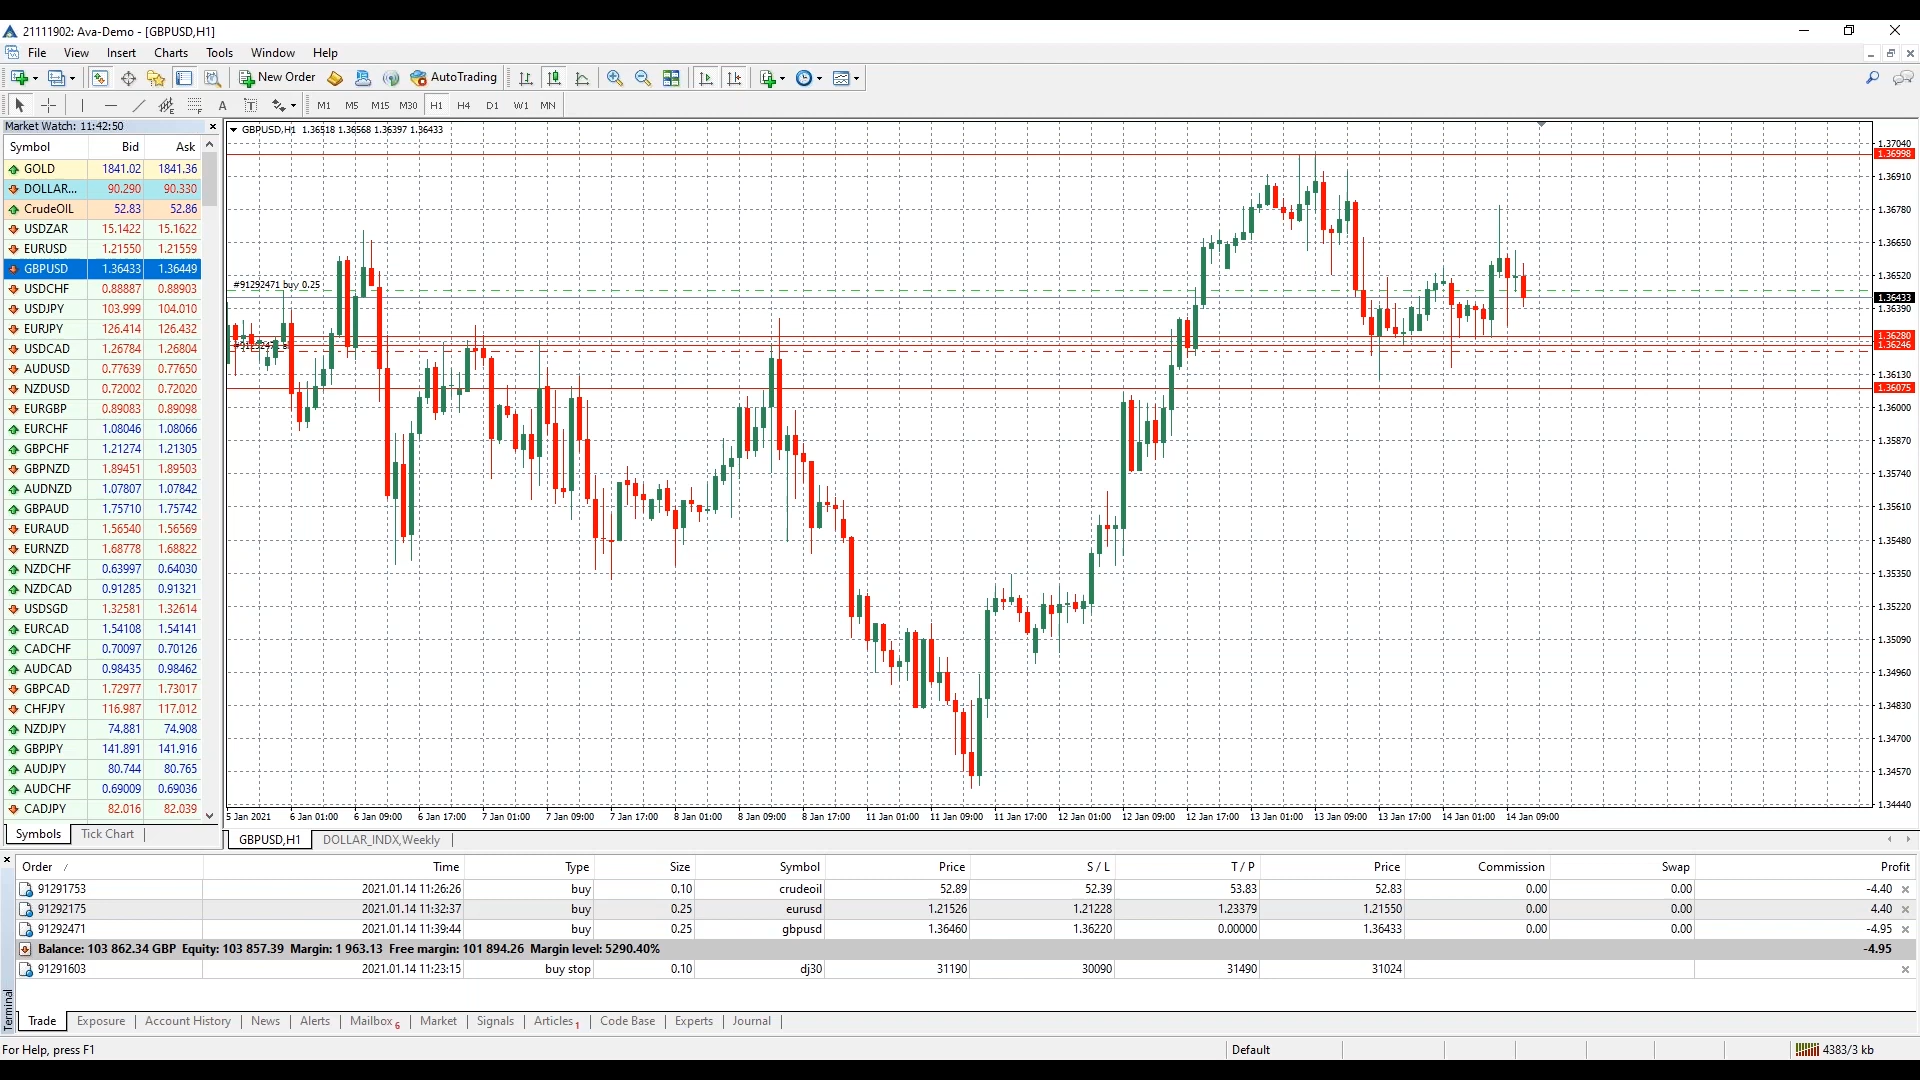 21111902: Ava-Demo - [GBPUSD,H1]
File View Insert Charts Tools Window Help
New Order AutoTrading
A T M1 M5 M15 M30 H1 H4 D1 W1 MN
Market Watch: 11:42:50
Symbol Bid Ask
GOLD 1841.02 1841.36
DOLLAR... 90.290 90.330
CrudeOIL 52.83 52.86
USDZAR 15.1422 15.1622
EURUSD 1.21550 1.21559
GBPUSD 1.36433 1.36449
USDCHF 0.88887 0.88903
USDJPY 103.999 104.010
EURJPY 126.414 126.432
USDCAD 1.26784 1.26804
AUDUSD 0.77639 0.77650
NZDUSD 0.72002 0.72020
EURGBP 0.89083 0.89098
EURCHF 1.08046 1.08066
GBPCHF 1.21274 1.21305
GBPNZD 1.89451 1.89503
AUDNZD 1.07807 1.07842
GBPAUD 1.75710 1.75742
EURAUD 1.56540 1.56569
EURNZD 1.68778 1.68822
NZDCHF 0.63997 0.64030
NZDCAD 0.91285 0.91321
USDSGD 1.32581 1.32614
EURCAD 1.54108 1.54141
CADCHF 0.70097 0.70126
AUDCAD 0.98435 0.98462
GBPCAD 1.72977 1.73017
CHFJPY 116.987 117.012
NZDJPY 74.881 74.908
GBPJPY 141.891 141.916
AUDJPY 80.744 80.765
AUDCHF 0.69009 0.69036
CADJPY 82.016 82.039
Symbols Tick Chart
GBPUSD,H1 1.36518 1.36568 1.36397 1.36433
#91292471 buy 0.25
1.37040
1.36998
1.36910
1.36780
1.36650
1.36520
1.36433
1.36390
1.36280
1.36246
1.36130
1.36075
1.36000
1.35870
1.35740
1.35610
1.35480
1.35350
1.35220
1.35090
1.34960
1.34830
1.34700
1.34570
1.34440
5 Jan 2021 6 Jan 01:00 6 Jan 09:00 6 Jan 17:00 7 Jan 01:00 7 Jan 09:00 7 Jan 17:00 8 Jan 01:00 8 Jan 09:00 8 Jan 17:00 11 Jan 01:00 11 Jan 09:00 11 Jan 17:00 12 Jan 01:00 12 Jan 09:00 12 Jan 17:00 13 Jan 01:00 13 Jan 09:00 13 Jan 17:00 14 Jan 01:00 14 Jan 09:00
GBPUSD,H1 DOLLAR_INDX,Weekly
Order / Time Type Size Symbol Price S / L T / P Price Commission Swap Profit
91291753 2021.01.14 11:26:26 buy 0.10 crudeoil 52.89 52.39 53.83 52.83 0.00 0.00 -4.40
91292175 2021.01.14 11:32:37 buy 0.25 eurusd 1.21526 1.21228 1.23379 1.21550 0.00 0.00 4.40
91292471 2021.01.14 11:39:44 buy 0.25 gbpusd 1.36460 1.36220 0.00000 1.36433 0.00 0.00 -4.95
Balance: 103 862.34 GBP Equity: 103 857.39 Margin: 1 963.13 Free margin: 101 894.26 Margin level: 5290.40% -4.95
91291603 2021.01.14 11:23:15 buy stop 0.10 dj30 31190 30090 31490 31024
Terminal
Trade Exposure Account History News Alerts Mailbox 6 Market Signals Articles 1 Code Base Experts Journal
For Help, press F1 Default 4383/3 kb